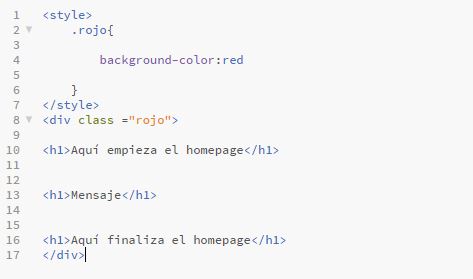 1 <style>
2 .rojo{
3
4 background-color:red
5
6 }
7 </style>
8 <div class ="rojo">
9
10 <h1>Aquí empieza el homepage</h1>
11
12
13 <h1>Mensaje</h1>
14
15
16 <h1>Aquí finaliza el homepage</h1>
17 </div>